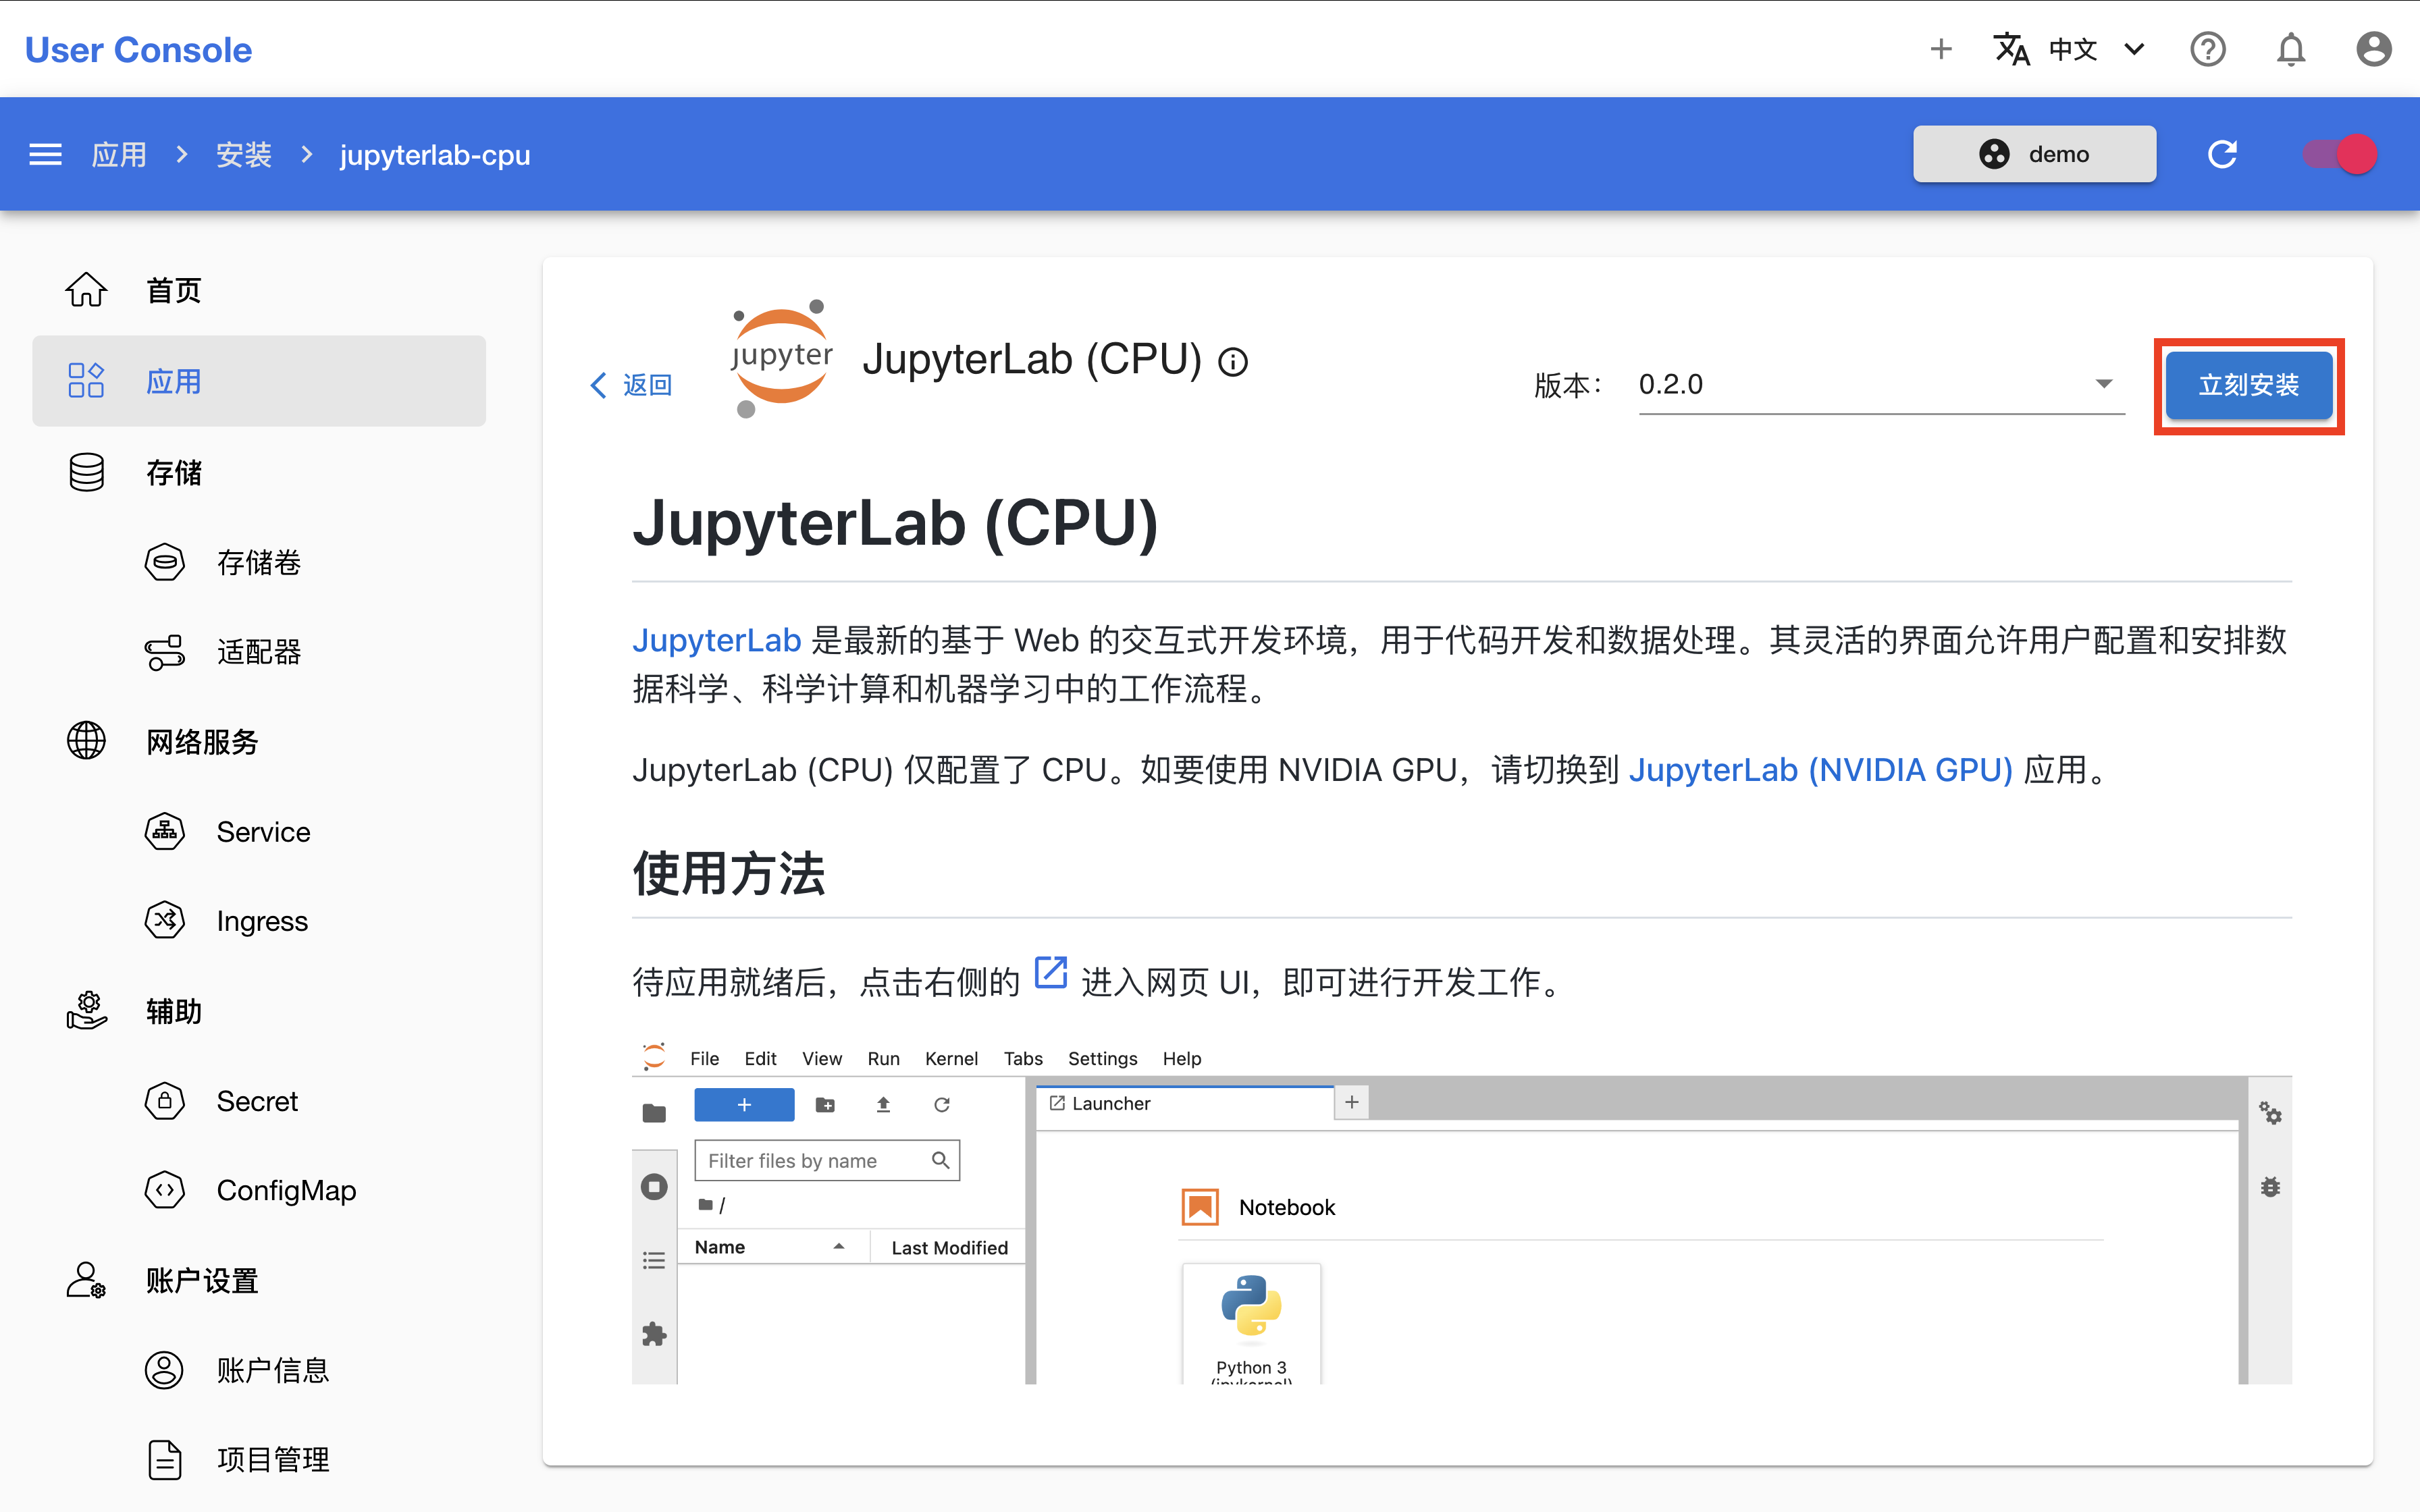 User Console
中文
应用 > 安装 > jupyterlab-cpu
demo
首页
应用
存储
存储卷
适配器
网络服务
Service
Ingress
辅助
Secret
ConfigMap
账户设置
账户信息
项目管理
返回
jupyter
JupyterLab (CPU)
版本：
0.2.0
立刻安装
JupyterLab (CPU)
JupyterLab 是最新的基于 Web 的交互式开发环境，用于代码开发和数据处理。其灵活的界面允许用户配置和安排数
据科学、科学计算和机器学习中的工作流程。
JupyterLab (CPU) 仅配置了 CPU。如要使用 NVIDIA GPU，请切换到 JupyterLab (NVIDIA GPU) 应用。
使用方法
待应用就绪后，点击右侧的 进入网页 UI，即可进行开发工作。
File Edit View Run Kernel Tabs Settings Help
Launcher
Filter files by name
/
Name Last Modified
Notebook
Python 3
(ipykernel)